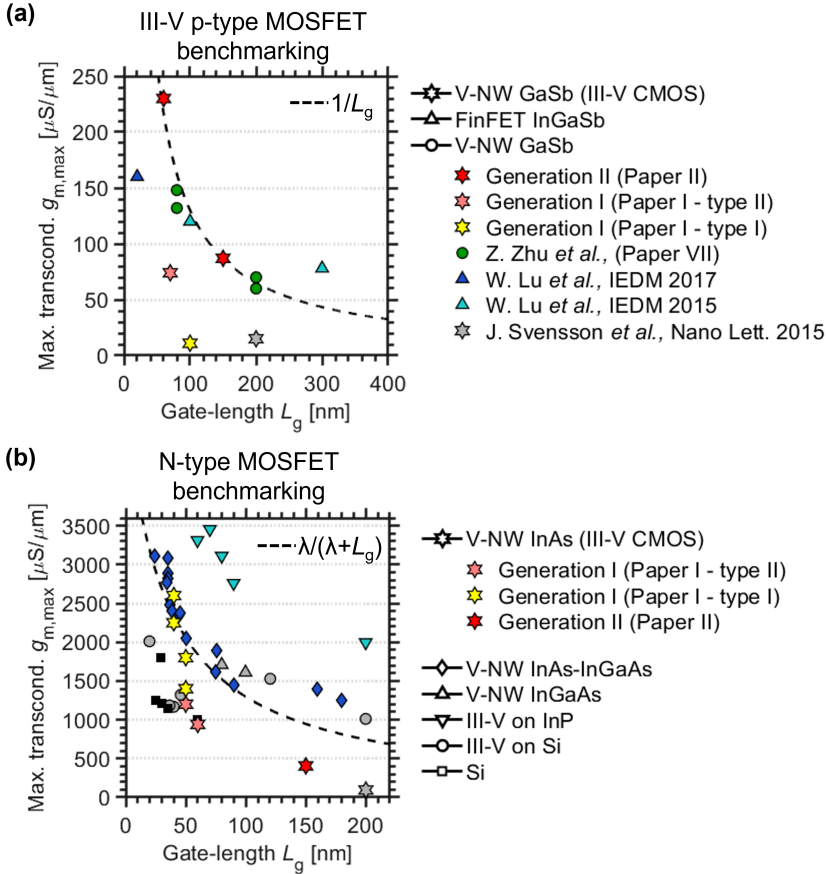 (a)
III-V p-type MOSFET
benchmarking
250
200
150
100
50
0
Max. transcond. gm,max [μS/μm]
1/Lg
0 100 200 300 400
Gate-length Lg [nm]
V-NW GaSb (III-V CMOS)
FinFET InGaSb
V-NW GaSb
Generation II (Paper II)
Generation I (Paper I - type II)
Generation I (Paper I - type I)
Z. Zhu et al., (Paper VII)
W. Lu et al., IEDM 2017
W. Lu et al., IEDM 2015
J. Svensson et al., Nano Lett. 2015
(b)
N-type MOSFET
benchmarking
3500
3000
2500
2000
1500
1000
500
0
Max. transcond. gm,max [μS/μm]
λ/(λ+Lg)
0 50 100 150 200
Gate-length Lg [nm]
V-NW InAs (III-V CMOS)
Generation I (Paper I - type II)
Generation I (Paper I - type I)
Generation II (Paper II)
V-NW InAs-InGaAs
V-NW InGaAs
III-V on InP
III-V on Si
Si